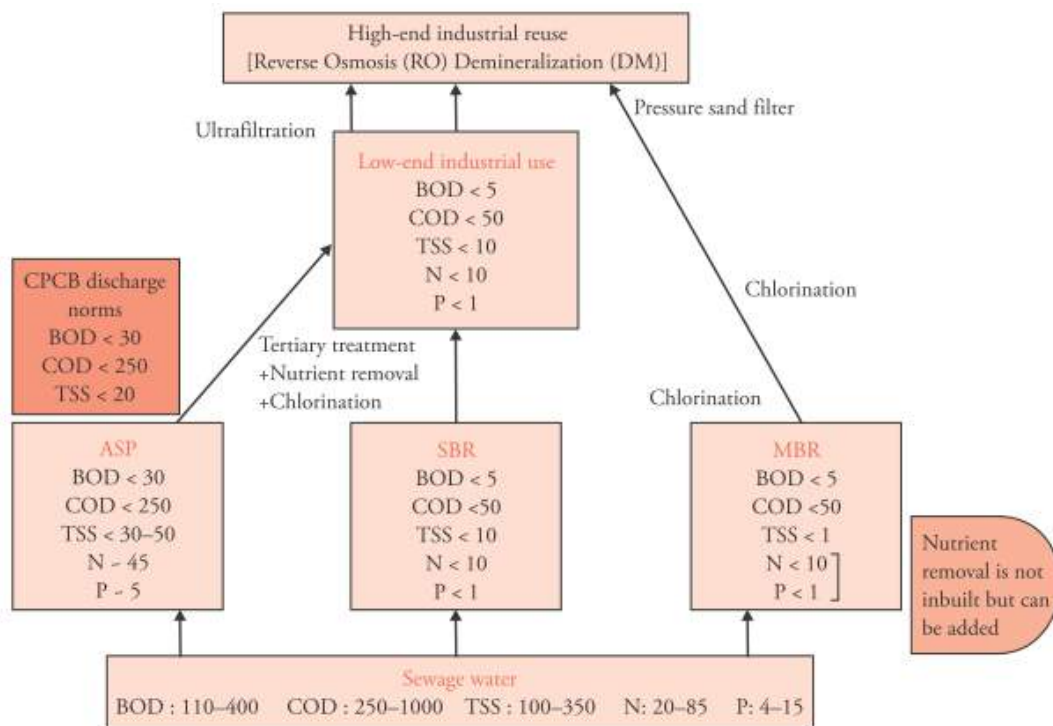 High-end industrial reuse
[Reverse Osmosis (RO) Demineralization (DM)]
Ultrafiltration
Pressure sand filter
Low-end industrial use
BOD < 5
COD < 50
TSS < 10
N < 10
P < 1
CPCB discharge
norms
BOD < 30
COD < 250
TSS < 20
Tertiary treatment
+Nutrient removal
+Chlorination
Chlorination
Chlorination
ASP
BOD < 30
COD < 250
TSS < 30–50
N ~ 45
P ~ 5
SBR
BOD < 5
COD <50
TSS < 10
N < 10
P < 1
MBR
BOD < 5
COD <50
TSS < 1
N < 10
P < 1
Nutrient
removal is not
inbuilt but can
be added
Sewage water
BOD : 110–400 COD : 250–1000 TSS : 100–350 N: 20–85 P: 4–15